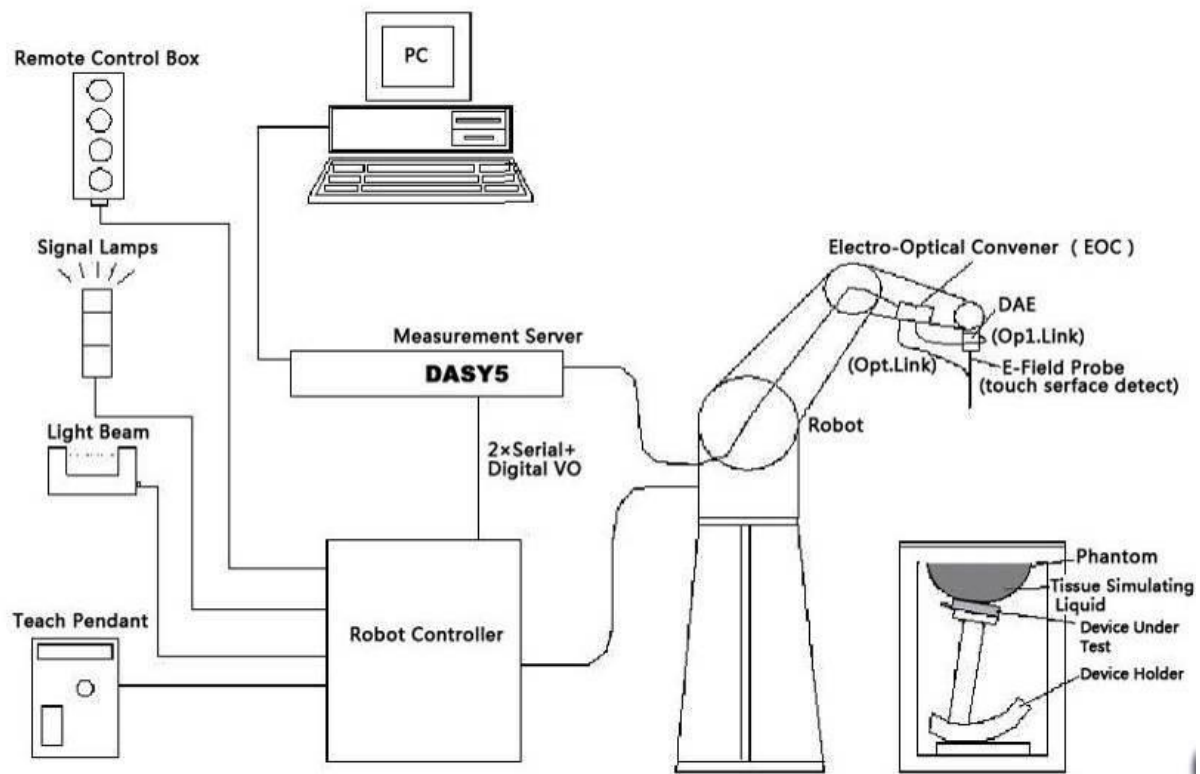 Remote Control Box
PC
Signal Lamps
Electro-Optical Convener ( EOC )
DAE
(Op1.Link)
Measurement Server
DASY5
(Opt.Link)
E-Field Probe
(touch serface detect)
Robot
Light Beam
2×Serial+
Digital VO
Phantom
Tissue Simulating
Liquid
Device Under
Test
Device Holder
Teach Pendant
Robot Controller